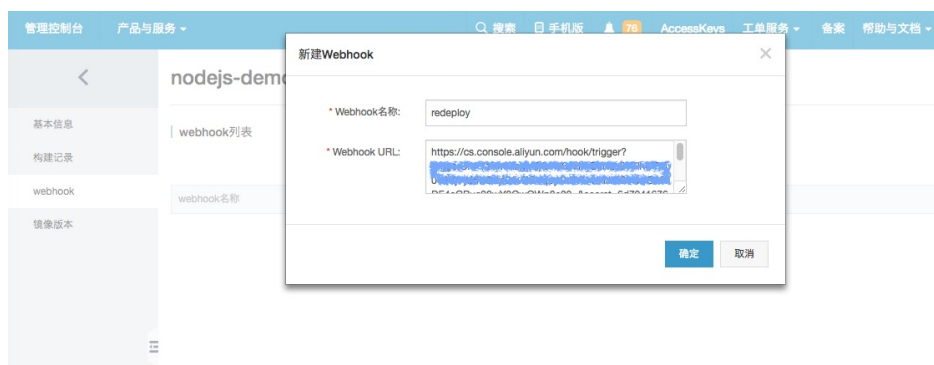 管理控制台 产品与服务 搜索 手机版 76 AccessKeys 工单服务 备案 帮助与文档
新建Webhook
nodejs-demo
* Webhook名称: redeploy
基本信息
webhook列表
* Webhook URL: https://cs.console.aliyun.com/hook/trigger?
构建记录
webhook
webhook名称
镜像版本
确定 取消